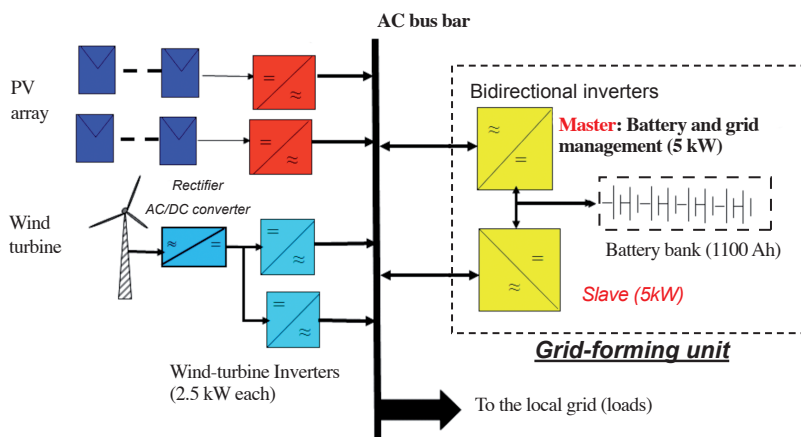 AC bus bar
PV
array
=
≈
=
≈
Rectifier
AC/DC converter
Wind
turbine
≈
=
=
≈
=
≈
Wind-turbine Inverters
(2.5 kW each)
Bidirectional inverters
≈
=
Master: Battery and grid
management (5 kW)
Battery bank (1100 Ah)
=
≈
Slave (5kW)
Grid-forming unit
To the local grid (loads)